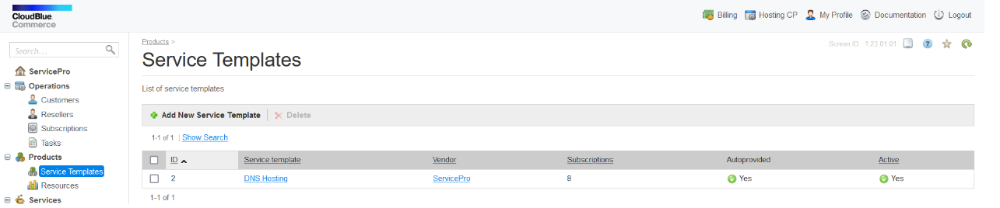 CloudBlue.
Commerce
Billing Hosting CP My Profile Documentation Logout
Search...
ServicePro
Operations
Customers
Resellers
Subscriptions
Tasks
Products
Service Templates
Resources
Services
Products >
Screen ID: 1.23.01.01
Service Templates
List of service templates
Add New Service Template Delete
1-1 of 1 | Show Search
ID Service template Vendor Subscriptions Autoprovided Active
2 DNS Hosting ServicePro 8 Yes Yes
1-1 of 1